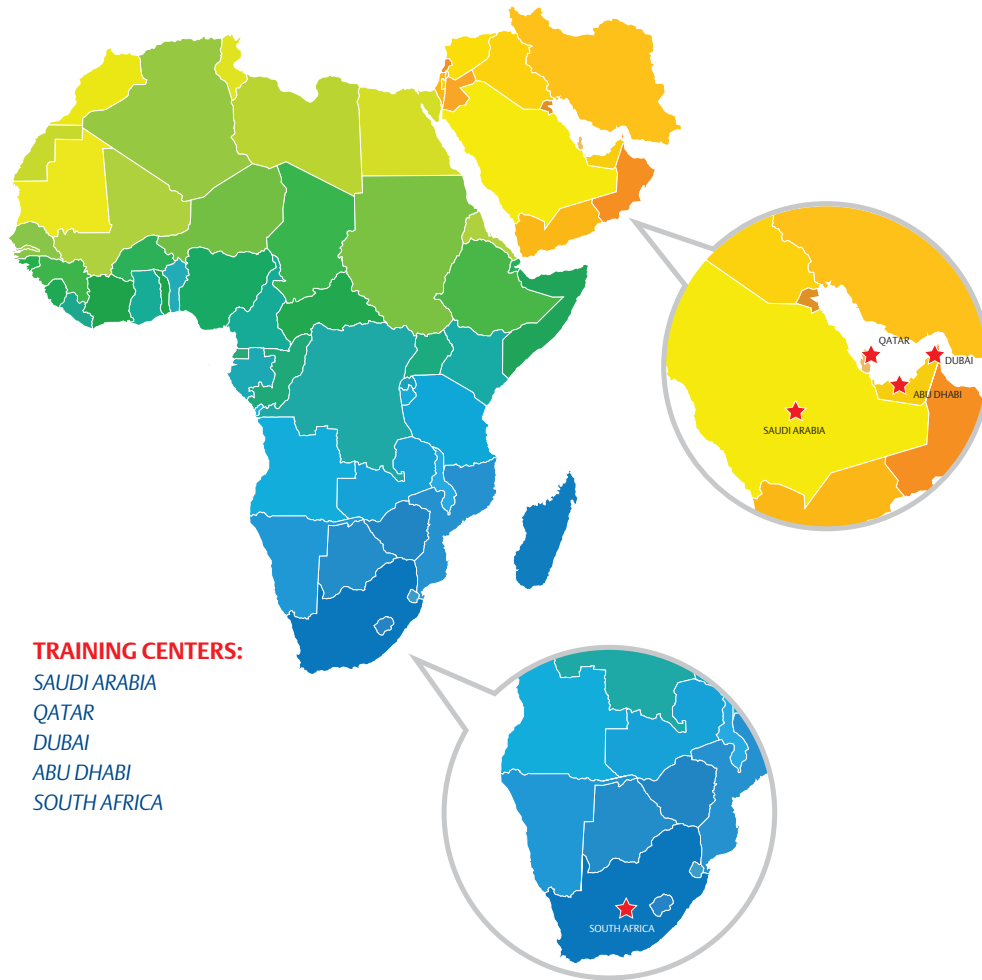 QATAR
DUBAI
ABU DHABI
SAUDI ARABIA
TRAINING CENTERS:
SAUDI ARABIA
QATAR
DUBAI
ABU DHABI
SOUTH AFRICA
SOUTH AFRICA